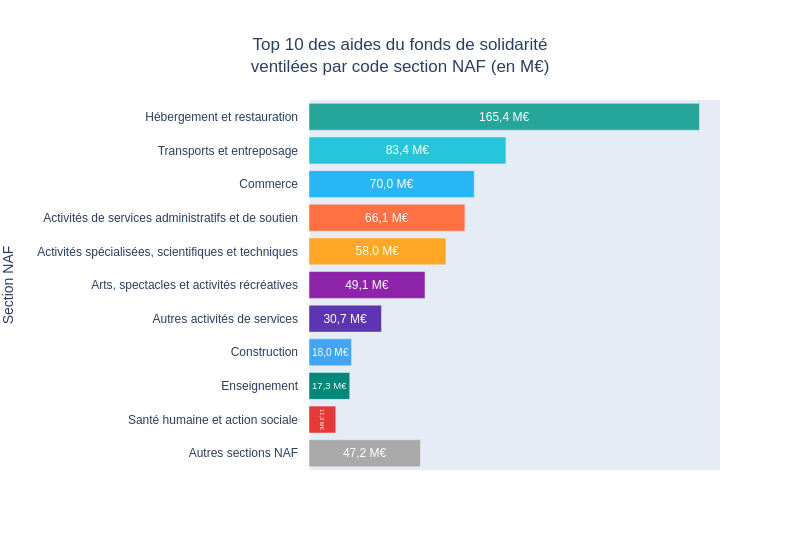 Top 10 des aides du fonds de solidarité
ventilées par code section NAF (en M€)
Section NAF
Hébergement et restauration 165,4 M€
Transports et entreposage 83,4 M€
Commerce 70,0 M€
Activités de services administratifs et de soutien 66,1 M€
Activités spécialisées, scientifiques et techniques 58,0 M€
Arts, spectacles et activités récréatives 49,1 M€
Autres activités de services 30,7 M€
Construction 18,0 M€
Enseignement 17,3 M€
Santé humaine et action sociale
Autres sections NAF 47,2 M€